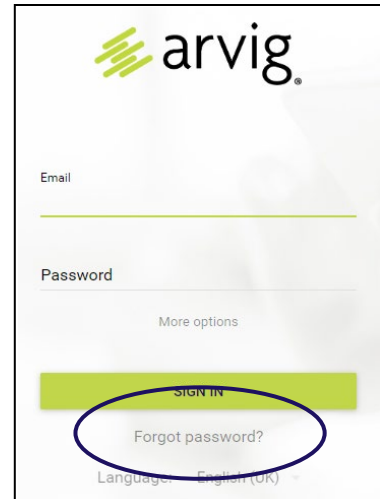 arvig®
Email
Password
More options
SIGN IN
Forgot password?
Language: English (UK)